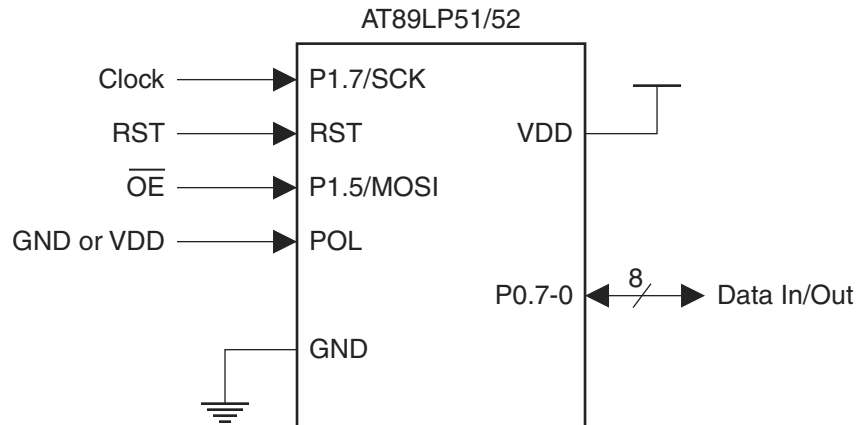 AT89LP51/52
Clock P1.7/SCK
RST RST VDD
O̅E̅ P1.5/MOSI
GND or VDD POL
P0.7-0 8 Data In/Out
GND